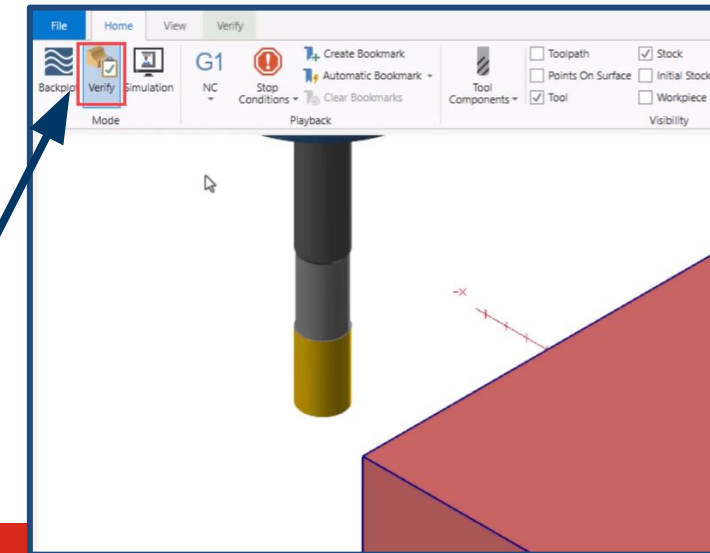 File Home View Verify
Create Bookmark Toolpath Stock
G1 Automatic Bookmark Points On Surface Initial Stock
Backplot Verify Simulation NC Stop Conditions Clear Bookmarks Tool Components Tool Workpiece
Mode Playback Visibility
-X